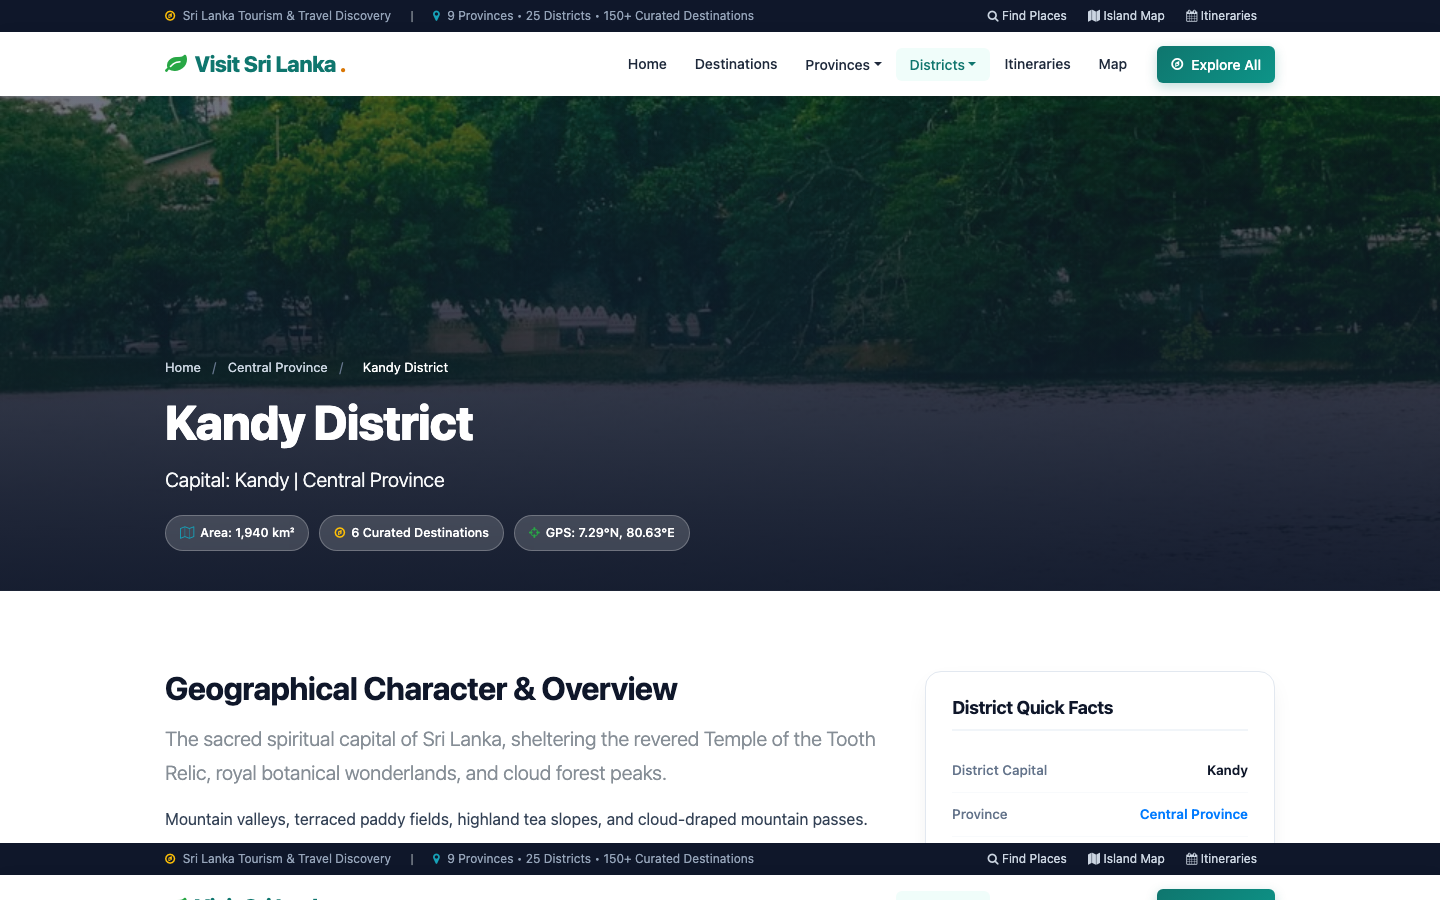 Sri Lanka Tourism & Travel Discovery | 9 Provinces • 25 Districts • 150+ Curated Destinations Find Places Island Map Itineraries
Visit Sri Lanka . Home Destinations Provinces Districts Itineraries Map Explore All
Home / Central Province / Kandy District
Kandy District
Capital: Kandy | Central Province
Area: 1,940 km² 6 Curated Destinations GPS: 7.29°N, 80.63°E
Geographical Character & Overview
The sacred spiritual capital of Sri Lanka, sheltering the revered Temple of the Tooth
Relic, royal botanical wonderlands, and cloud forest peaks.
Mountain valleys, terraced paddy fields, highland tea slopes, and cloud-draped mountain passes.
District Quick Facts
District Capital Kandy
Province Central Province
Sri Lanka Tourism & Travel Discovery | 9 Provinces • 25 Districts • 150+ Curated Destinations Find Places Island Map Itineraries